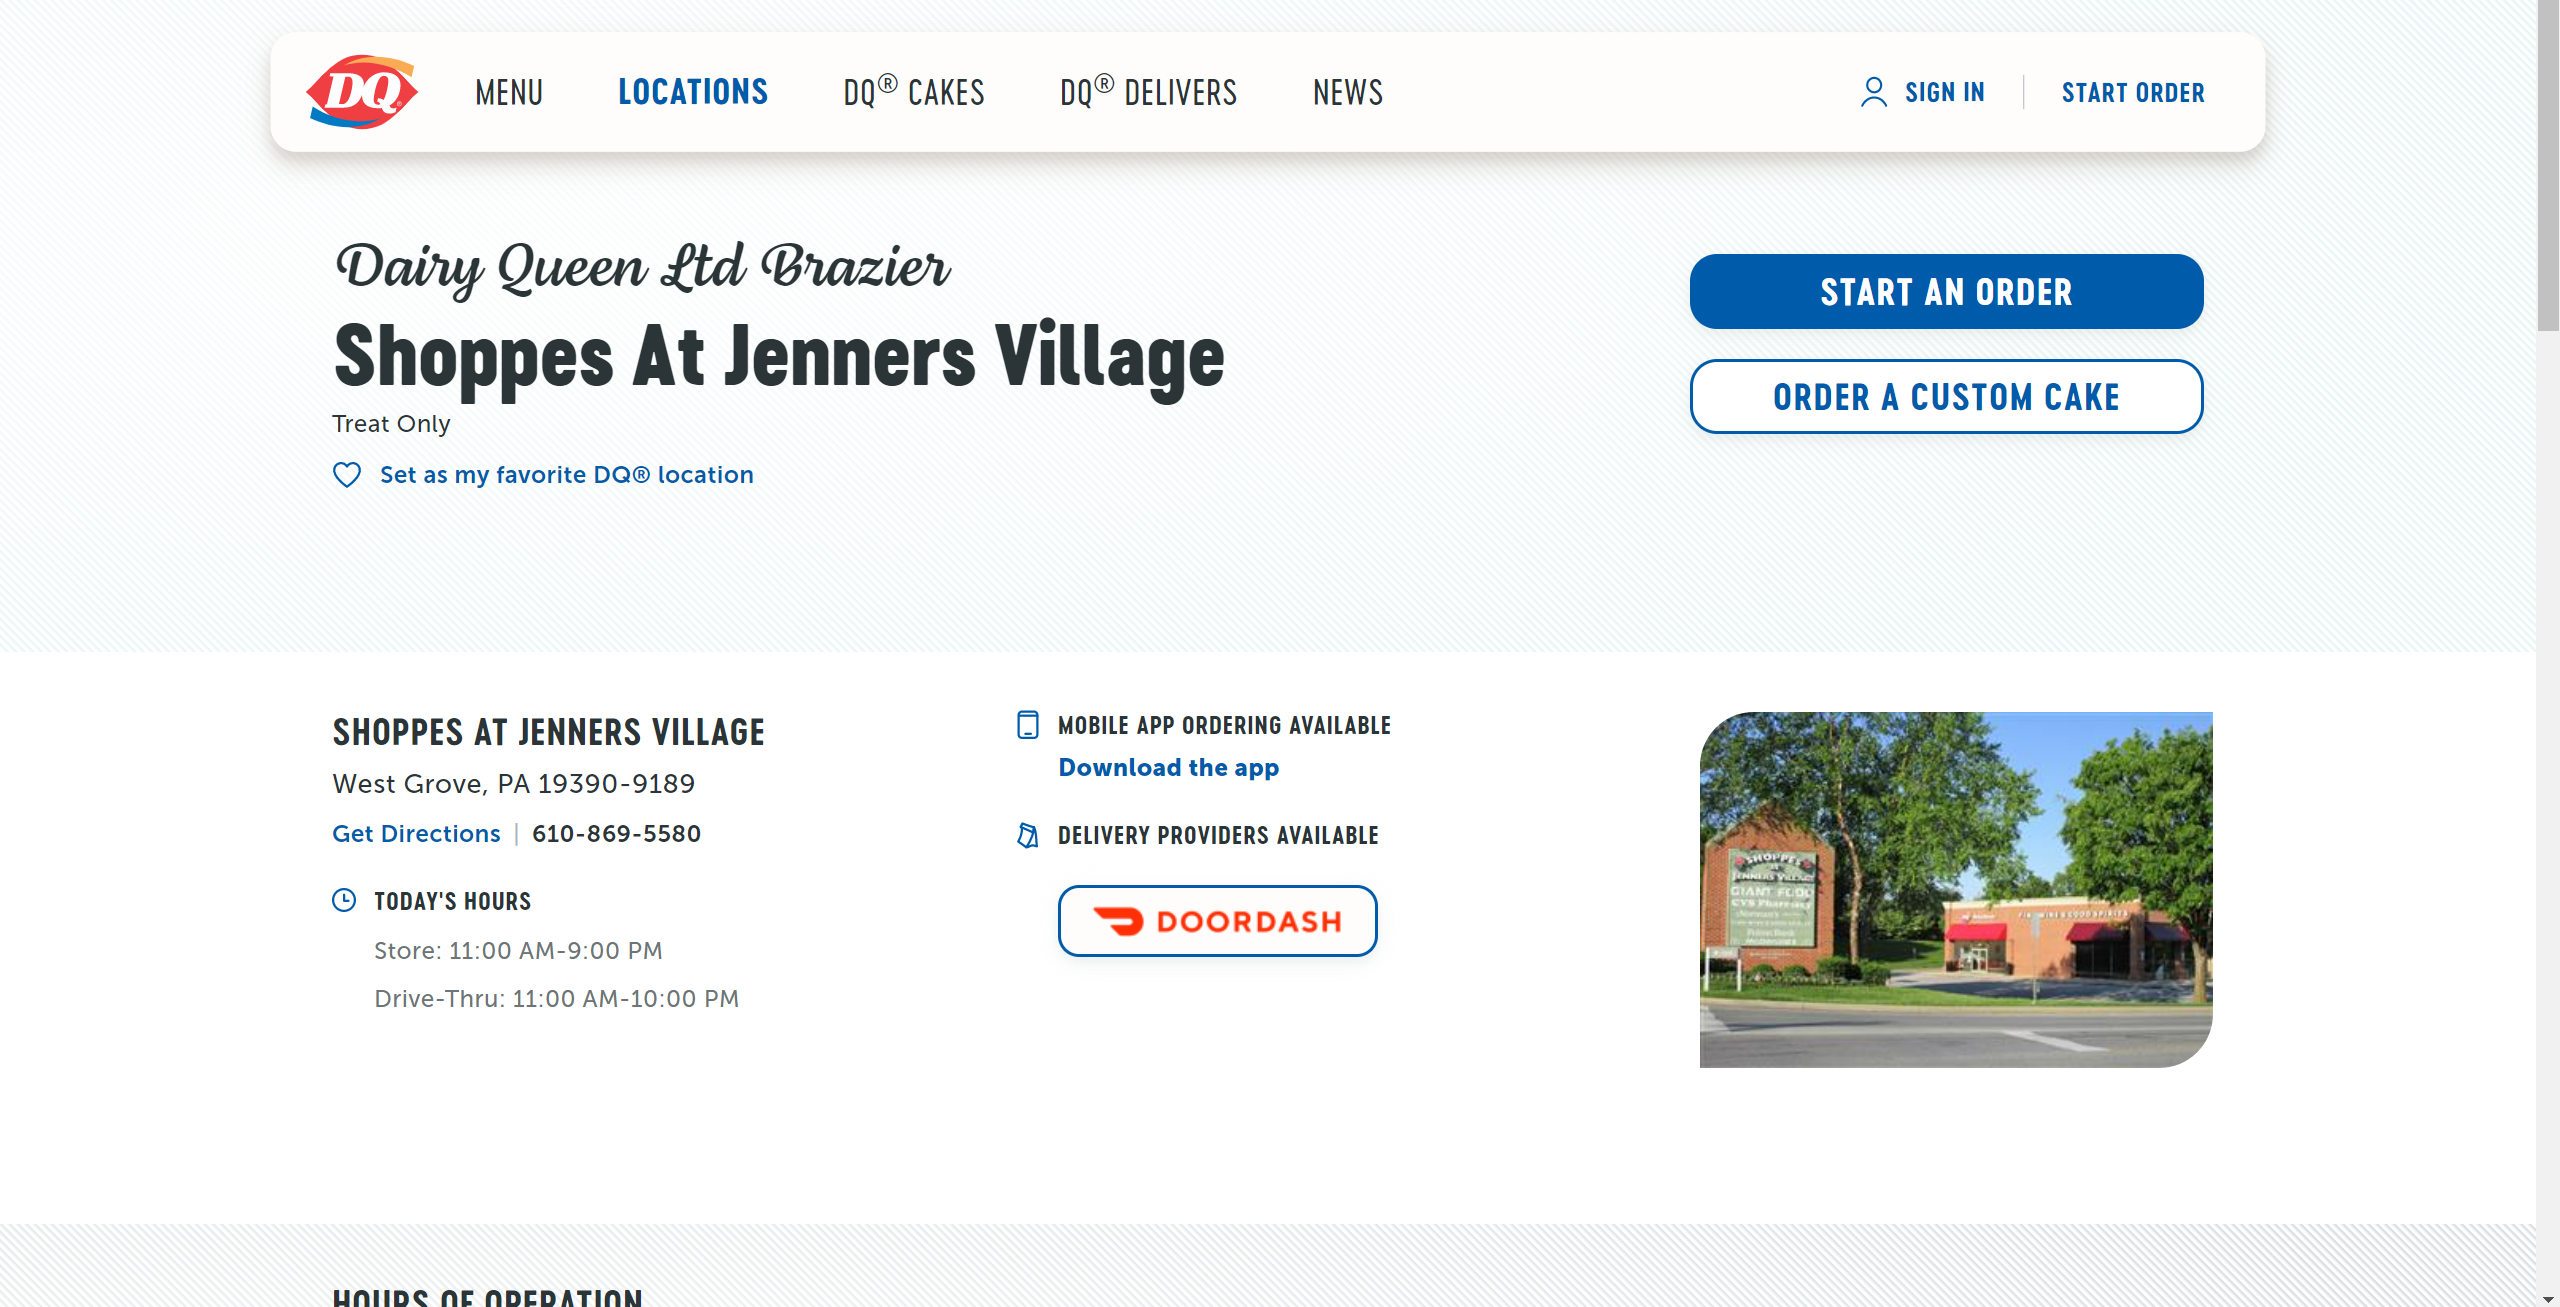 DQ®
MENU
LOCATIONS
DQ® CAKES
DQ® DELIVERS
NEWS
SIGN IN
START ORDER
Dairy Queen Ltd Brazier
Shoppes At Jenners Village
Treat Only
Set as my favorite DQ® location
START AN ORDER
ORDER A CUSTOM CAKE
SHOPPES AT JENNERS VILLAGE
West Grove, PA 19390-9189
Get Directions | 610-869-5580
TODAY'S HOURS
Store: 11:00 AM-9:00 PM
Drive-Thru: 11:00 AM-10:00 PM
MOBILE APP ORDERING AVAILABLE
Download the app
DELIVERY PROVIDERS AVAILABLE
DOORDASH
SHOPPES
AT
JENNERS VILLAGE
GIANT FOOD
CVS Pharmacy
FINE WINE & GOOD SPIRITS
HOURS OF OPERATION